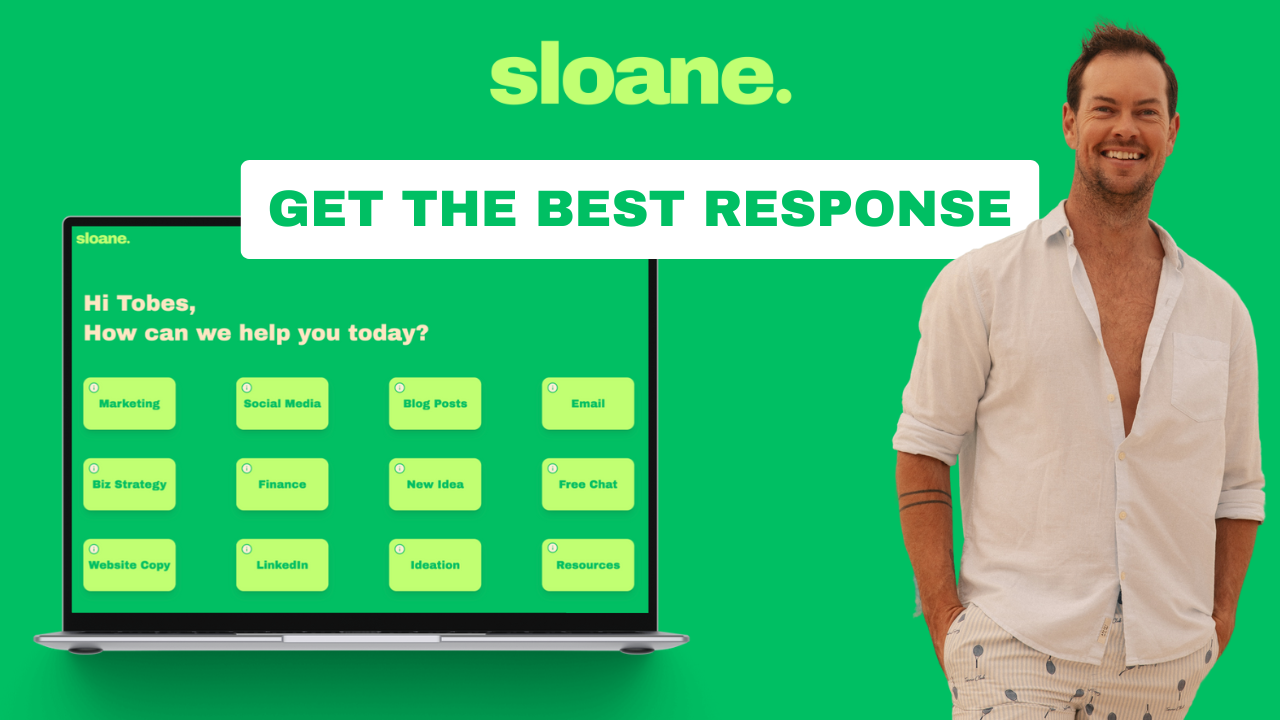 sloane.
GET THE BEST RESPONSE
sloane.
Hi Tobes,
How can we help you today?
Marketing
Social Media
Blog Posts
Email
Biz Strategy
Finance
New Idea
Free Chat
Website Copy
LinkedIn
Ideation
Resources